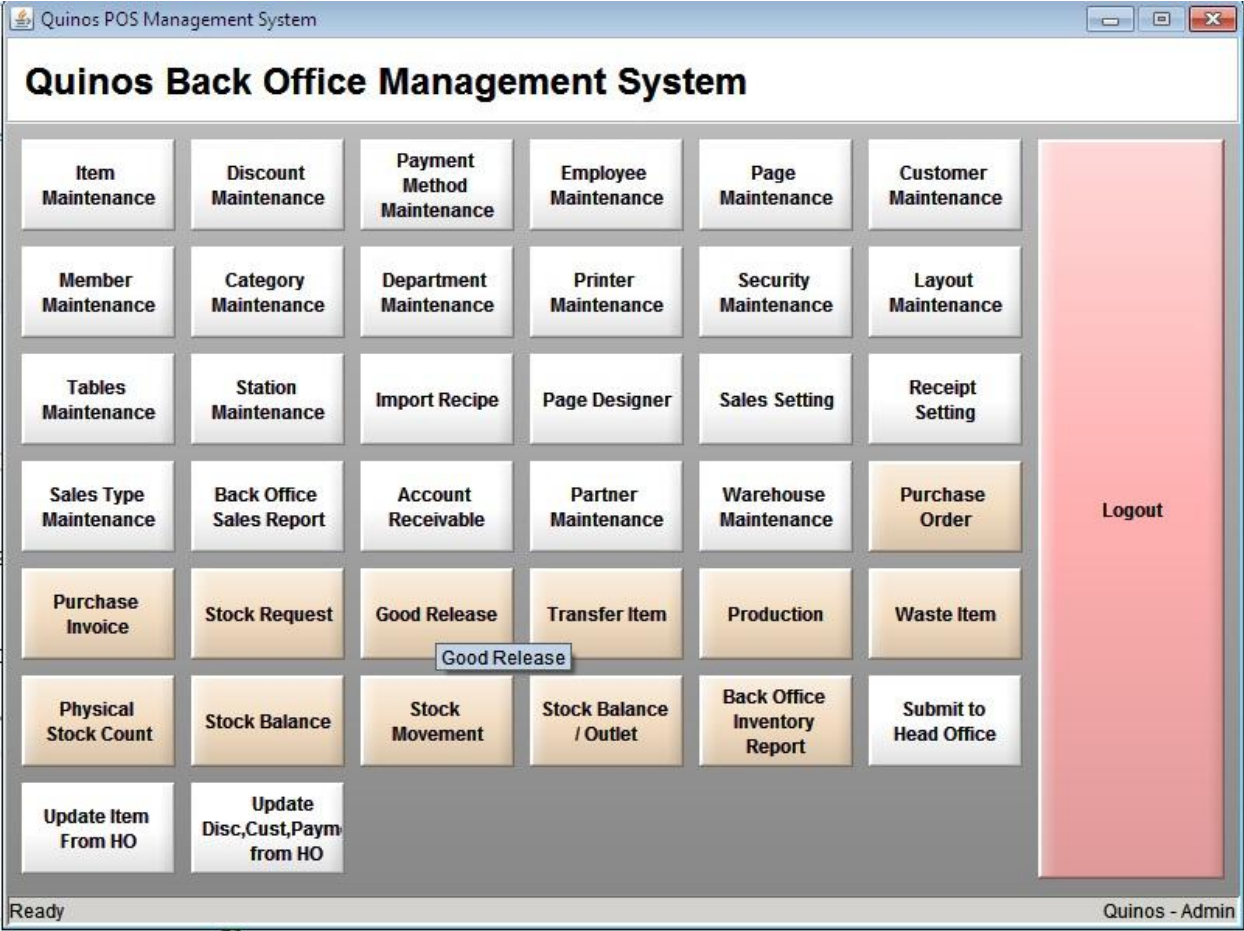 Quinos POS Management System
Quinos Back Office Management System
Item
Maintenance
Discount
Maintenance
Payment
Method
Maintenance
Employee
Maintenance
Page
Maintenance
Customer
Maintenance
Member
Maintenance
Category
Maintenance
Department
Maintenance
Printer
Maintenance
Security
Maintenance
Layout
Maintenance
Tables
Maintenance
Station
Maintenance
Import Recipe
Page Designer
Sales Setting
Receipt
Setting
Sales Type
Maintenance
Back Office
Sales Report
Account
Receivable
Partner
Maintenance
Warehouse
Maintenance
Purchase
Order
Logout
Purchase
Invoice
Stock Request
Good Release
Transfer Item
Production
Waste Item
Good Release
Physical
Stock Count
Stock Balance
Stock
Movement
Stock Balance
/ Outlet
Back Office
Inventory
Report
Submit to
Head Office
Update Item
From HO
Update
Disc,Cust,Paym
from HO
Ready
Quinos - Admin